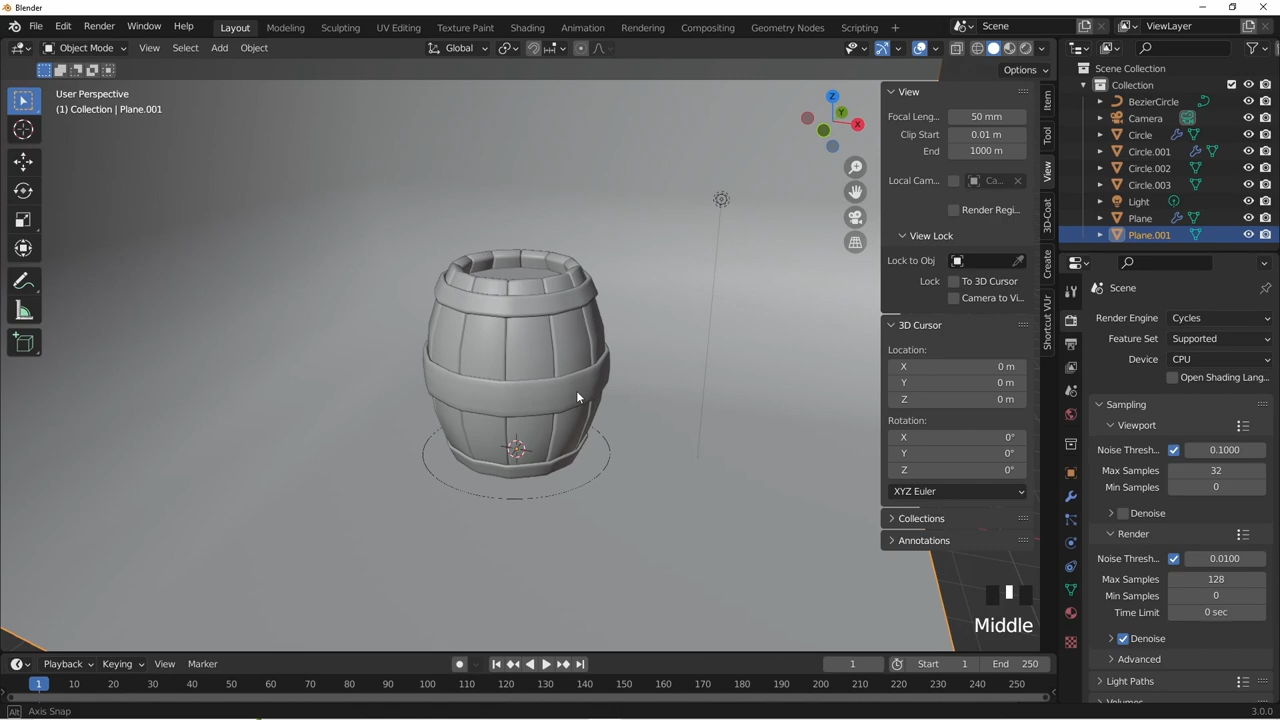 Blender
File Edit Render Window Help Layout Modeling Sculpting UV Editing Texture Paint Shading Animation Rendering Compositing Geometry Nodes Scripting + Scene ViewLayer
Object Mode View Select Add Object Global
Options
User Perspective
(1) Collection | Plane.001
Z
Y
X
View
Focal Leng... 50 mm
Clip Start 0.01 m
End 1000 m
Local Cam... Ca...
Render Regi...
View Lock
Lock to Obj
Lock To 3D Cursor
Camera to Vi...
3D Cursor
Location:
X 0 m
Y 0 m
Z 0 m
Rotation:
X 0°
Y 0°
Z 0°
XYZ Euler
Collections
Annotations
Item
Tool
View
3D-Coat
Create
Shortcut VUr
Scene Collection
Collection
BezierCircle
Camera
Circle
Circle.001
Circle.002
Circle.003
Light
Plane
Plane.001
Scene
Render Engine Cycles
Feature Set Supported
Device CPU
Open Shading Lang...
Sampling
Viewport
Noise Thresh... 0.1000
Max Samples 32
Min Samples 0
Denoise
Render
Noise Thresh... 0.0100
Max Samples 128
Min Samples 0
Time Limit 0 sec
Denoise
Advanced
Light Paths
Volumes
Middle
Playback Keying View Marker 1 Start 1 End 250
1 10 20 30 40 50 60 70 80 90 100 110 120 130 140 150 160 170 180 190 200 210 220 230 240 250
Alt Axis Snap 3.0.0